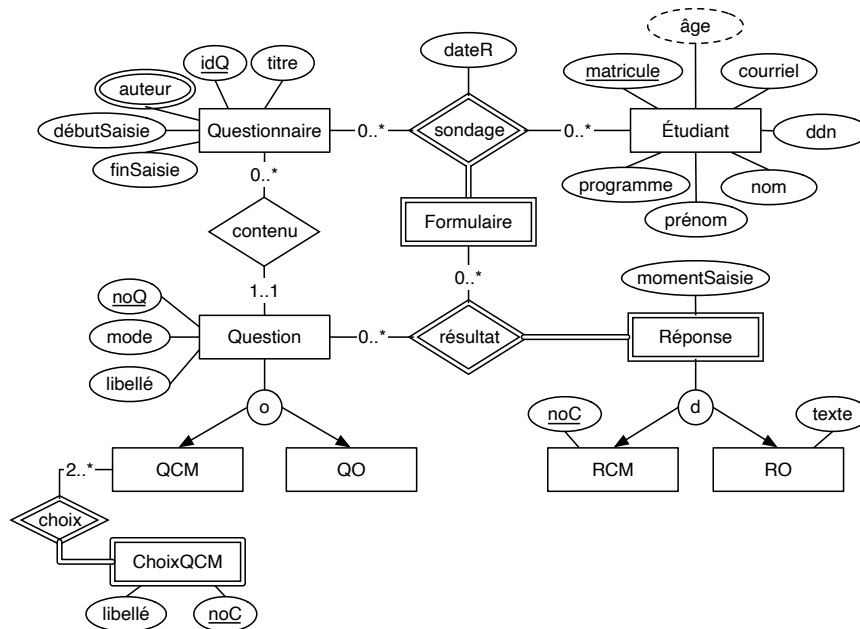 âge
dateR
idQ
titre
matricule
courriel
auteur
débutSaisie
Questionnaire
0..*
sondage
0..*
Étudiant
ddn
finSaisie
0..*
programme
nom
prénom
Formulaire
contenu
0..*
momentSaisie
1..1
noQ
mode
Question
0..*
résultat
Réponse
libellé
o
d
noC
texte
2..*
QCM
QO
RCM
RO
choix
ChoixQCM
libellé
noC